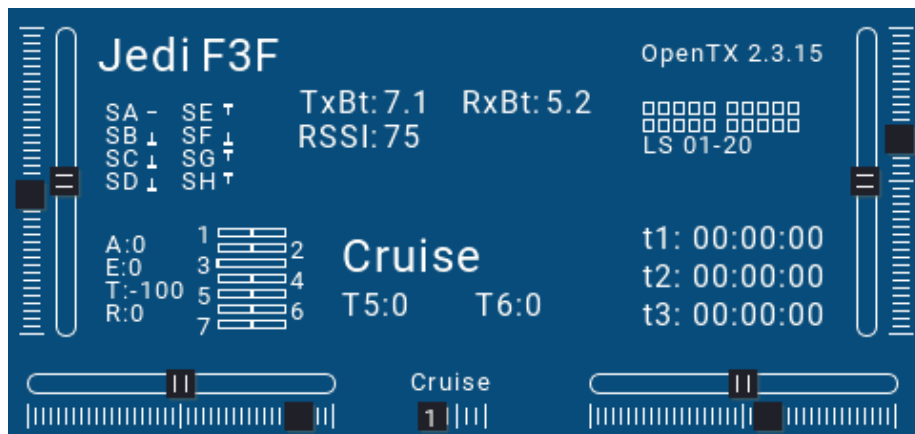 Jedi F3F
OpenTX 2.3.15
TxBt: 7.1 RxBt: 5.2
RSSI: 75
SA SE
SB SF
SC SG
SD SH
LS 01-20
A:0
E:0
T:-100
R:0
1
2
3
4
5
6
7
Cruise
T5:0 T6:0
t1: 00:00:00
t2: 00:00:00
t3: 00:00:00
Cruise
1